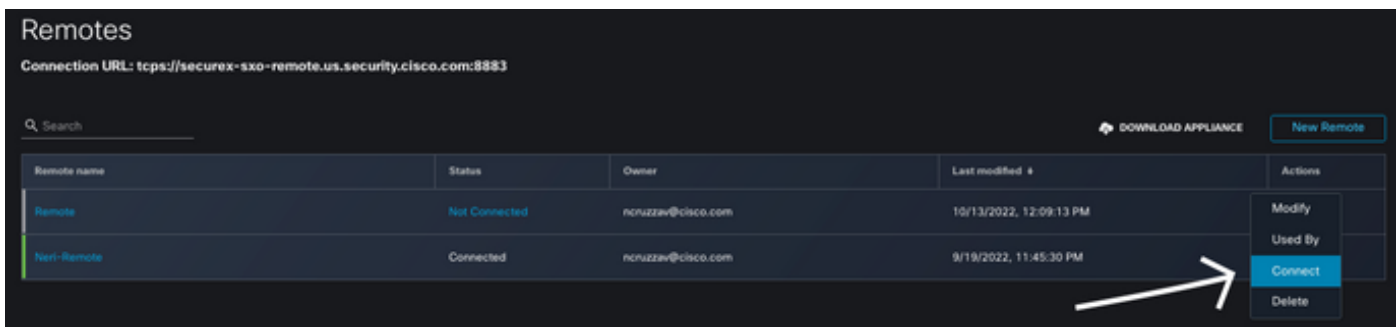 Remotes
Connection URL: tcps://securex-sxo-remote.us.security.cisco.com:8883
Search
DOWNLOAD APPLIANCE New Remote
Remote name Status Owner Last modified Actions
Remote Not Connected ncruzzav@cisco.com 10/13/2022, 12:09:13 PM
Neri-Remote Connected ncruzzav@cisco.com 9/19/2022, 11:45:30 PM
Modify
Used By
Connect
Delete